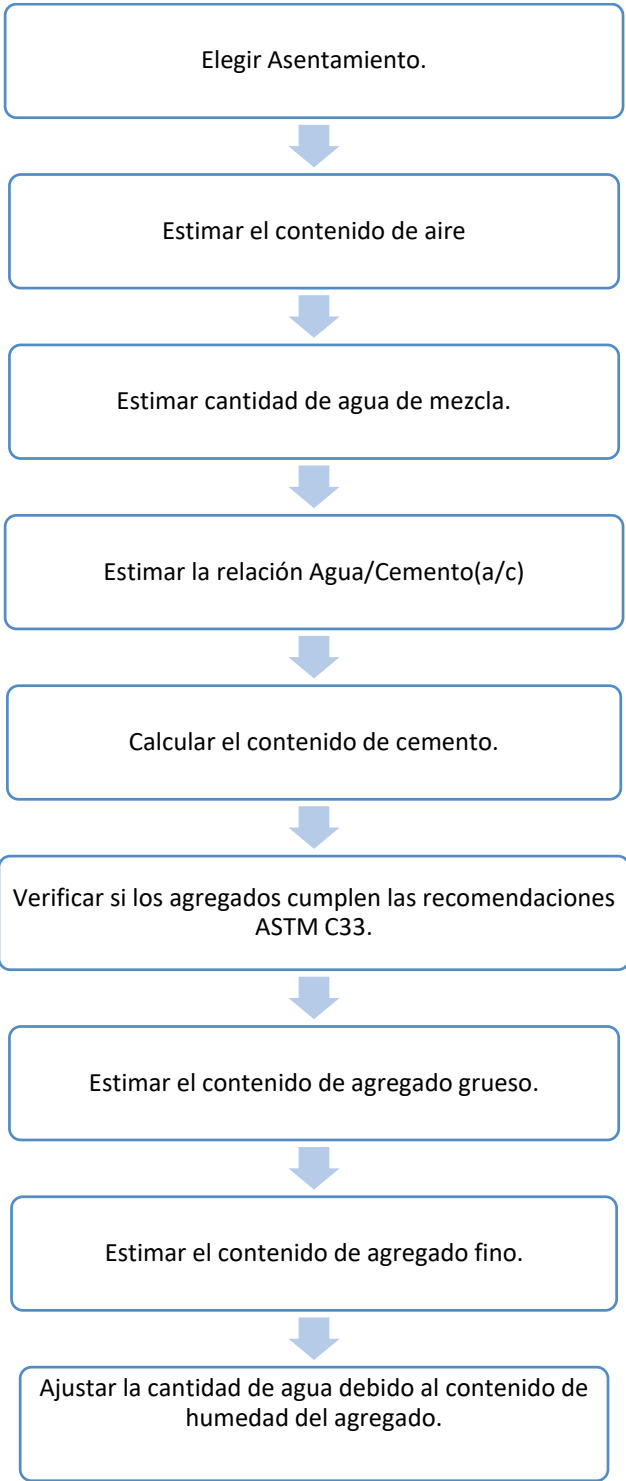 Elegir Asentamiento.
Estimar el contenido de aire
Estimar cantidad de agua de mezcla.
Estimar la relación Agua/Cemento(a/c)
Calcular el contenido de cemento.
Verificar si los agregados cumplen las recomendaciones
ASTM C33.
Estimar el contenido de agregado grueso.
Estimar el contenido de agregado fino.
Ajustar la cantidad de agua debido al contenido de
humedad del agregado.